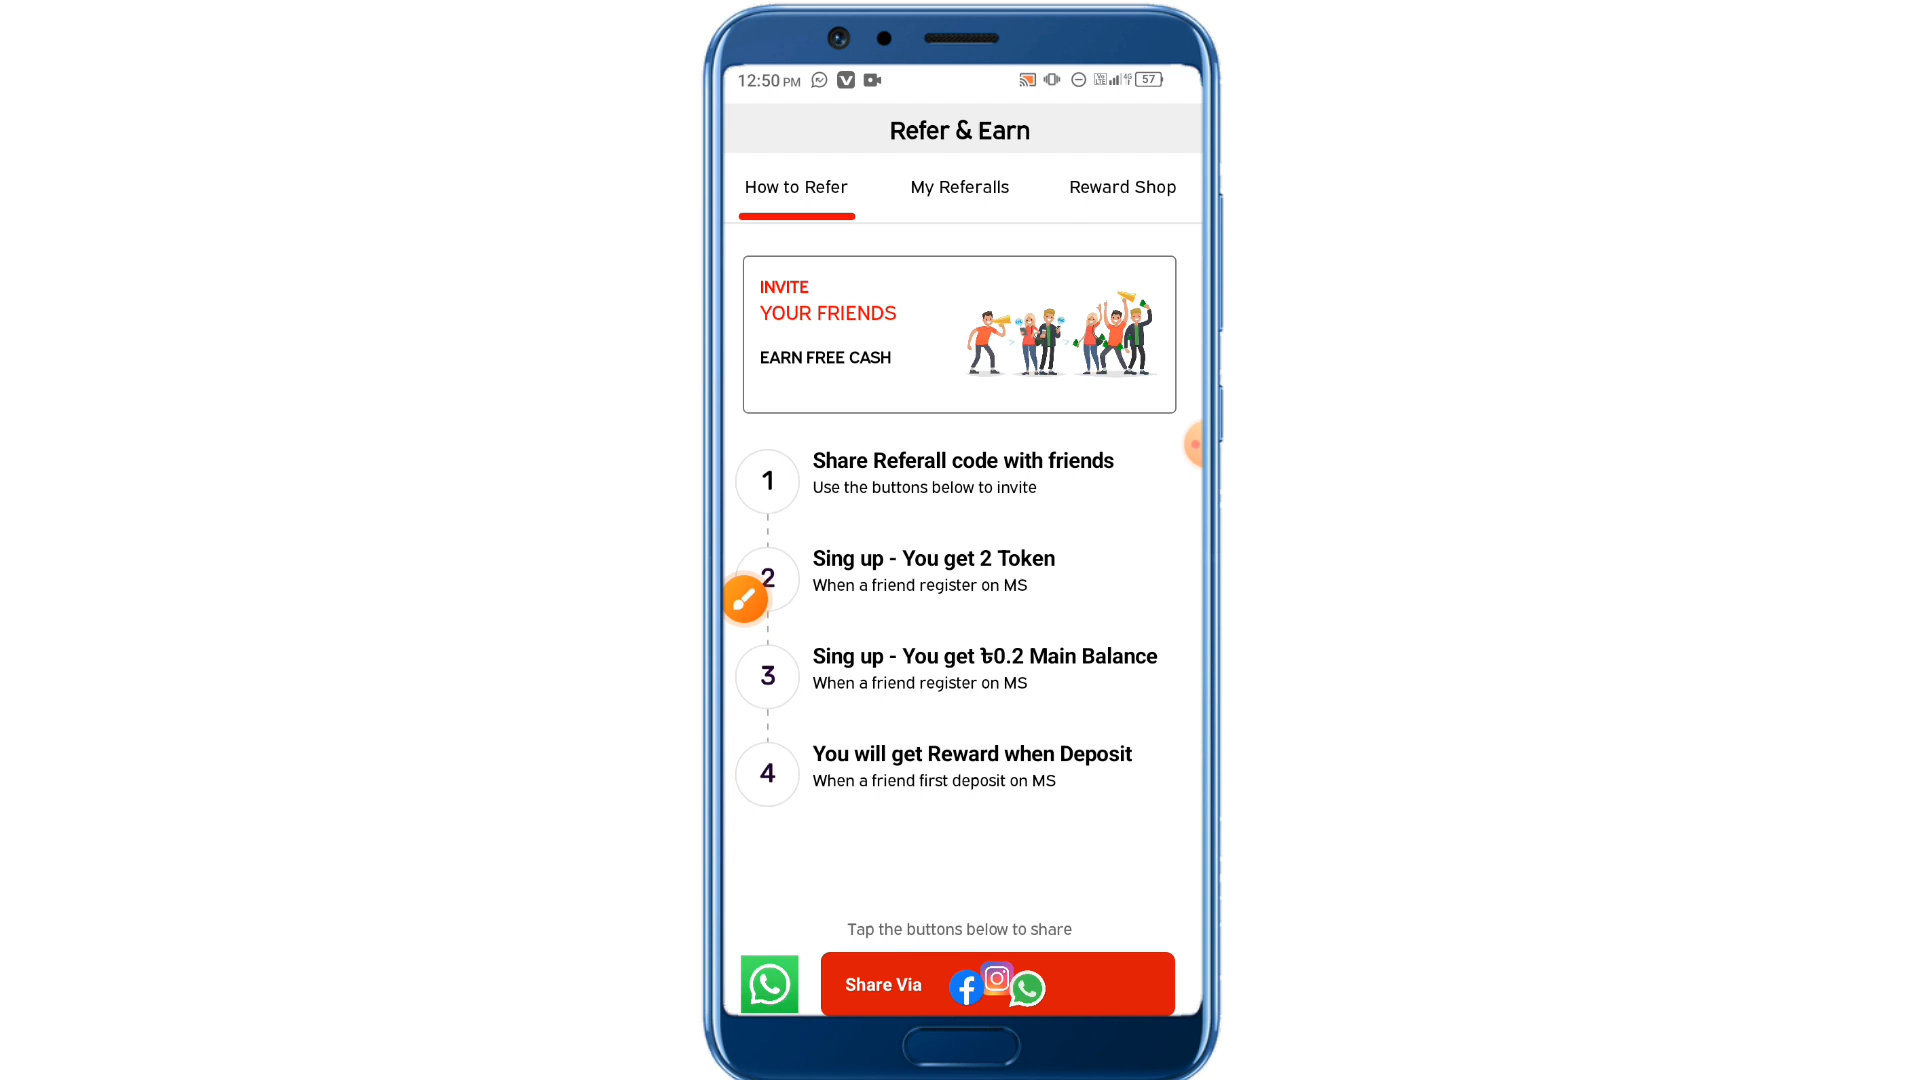 12:50 PM
57
Refer & Earn
How to Refer
My Referalls
Reward Shop
INVITE
YOUR FRIENDS
EARN FREE CASH
1
Share Referall code with friends
Use the buttons below to invite
2
Sing up - You get 2 Token
When a friend register on MS
3
Sing up - You get ৳0.2 Main Balance
When a friend register on MS
4
You will get Reward when Deposit
When a friend first deposit on MS
Tap the buttons below to share
Share Via